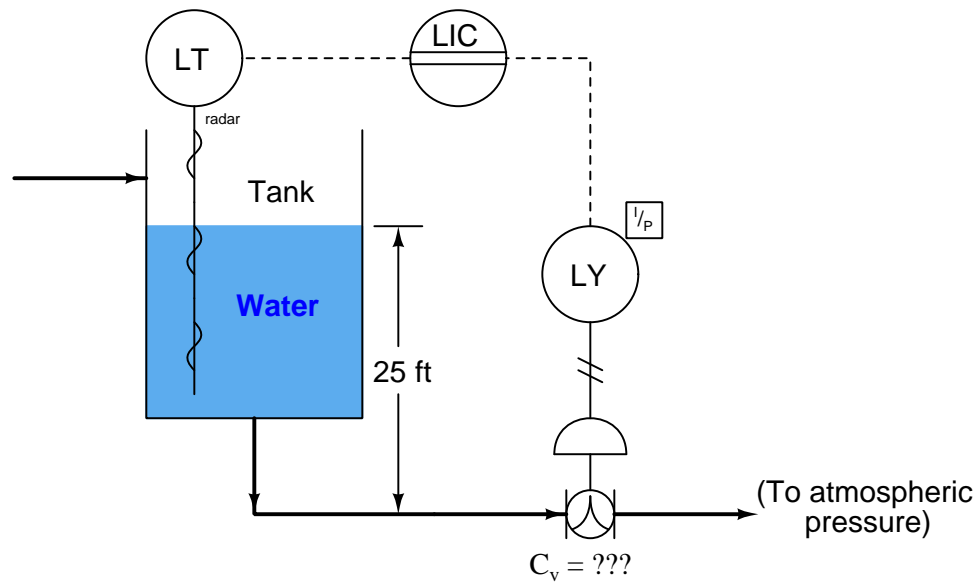 LT
LIC
radar
Tank
I/P
Water
LY
25 ft
(To atmospheric
pressure)
Cv = ???